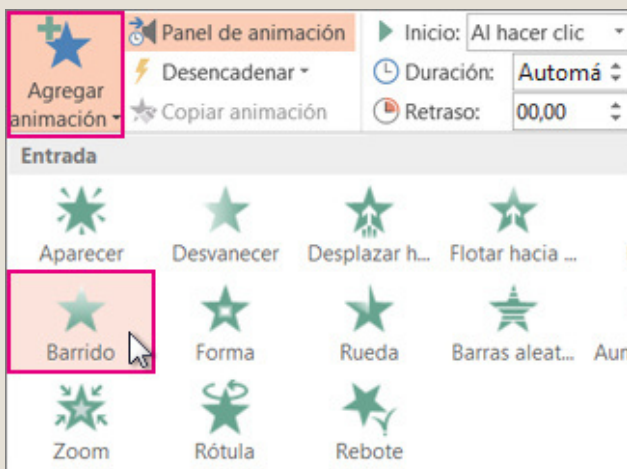 Agregar
animación
Panel de animación
Desencadenar
Copiar animación
Inicio: Al hacer clic
Duración: Automá
Retraso: 00,00
Entrada
Aparecer Desvanecer Desplazar h... Flotar hacia ...
Barrido Forma Rueda Barras aleat... Aun
Zoom Rótula Rebote